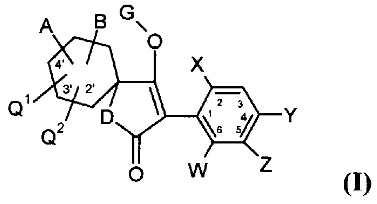 G
A B O
X
4' 2 3
Q¹ 3' 2' 1 4 Y
D 6 5
Q²
O W Z
(I)